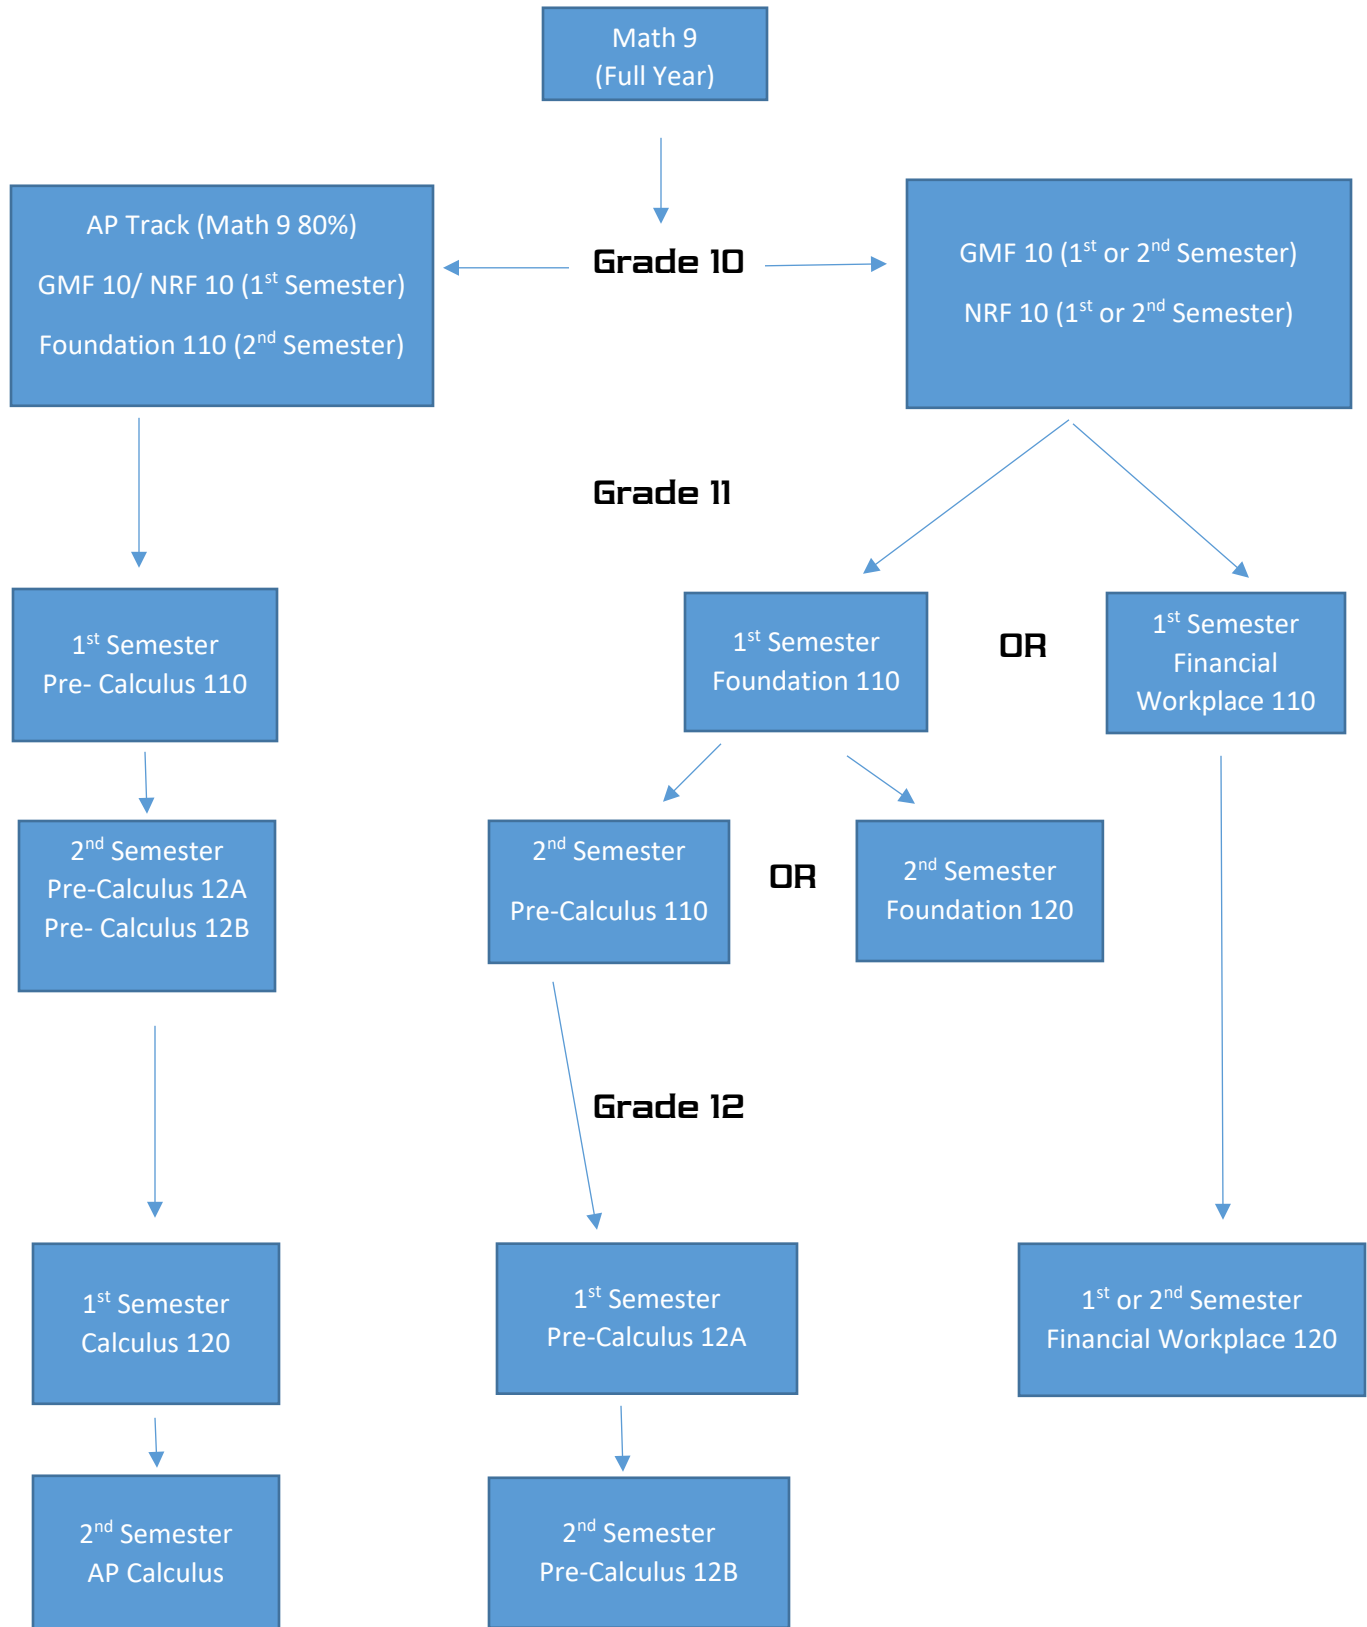 Math 9
(Full Year)
AP Track (Math 9 80%)
GMF 10/ NRF 10 (1st Semester)
Foundation 110 (2nd Semester)
Grade 10
GMF 10 (1st or 2nd Semester)
NRF 10 (1st or 2nd Semester)
Grade 11
1st Semester
Pre- Calculus 110
1st Semester
Foundation 110
OR
1st Semester
Financial
Workplace 110
2nd Semester
Pre-Calculus 12A
Pre- Calculus 12B
2nd Semester
Pre-Calculus 110
OR
2nd Semester
Foundation 120
Grade 12
1st Semester
Calculus 120
1st Semester
Pre-Calculus 12A
1st or 2nd Semester
Financial Workplace 120
2nd Semester
AP Calculus
2nd Semester
Pre-Calculus 12B